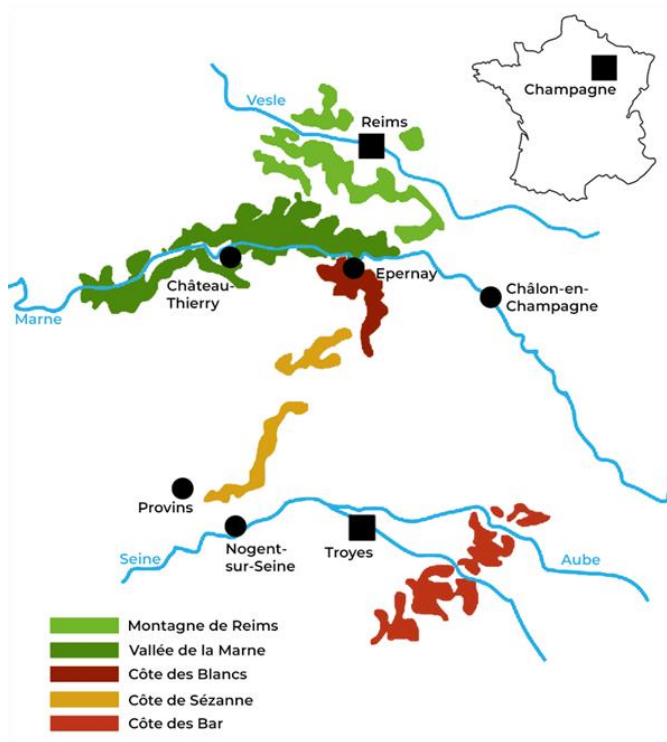 Vesle
Reims
Champagne
Château-
Thierry
Epernay
Châlon-en-
Champagne
Marne
Provins
Nogent-
sur-Seine
Troyes
Seine
Aube
Montagne de Reims
Vallée de la Marne
Côte des Blancs
Côte de Sézanne
Côte des Bar